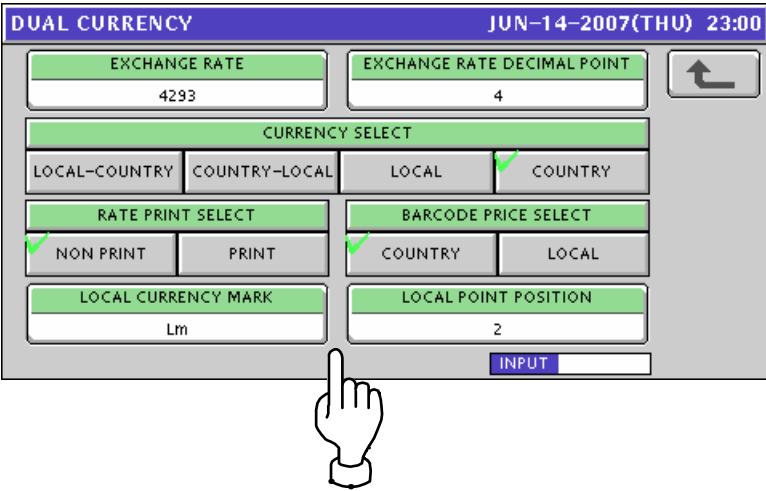 DUAL CURRENCY JUN-14-2007(THU) 23:00
EXCHANGE RATE EXCHANGE RATE DECIMAL POINT
4293 4
CURRENCY SELECT
LOCAL-COUNTRY COUNTRY-LOCAL LOCAL COUNTRY
RATE PRINT SELECT BARCODE PRICE SELECT
NON PRINT PRINT COUNTRY LOCAL
LOCAL CURRENCY MARK LOCAL POINT POSITION
Lm 2
INPUT